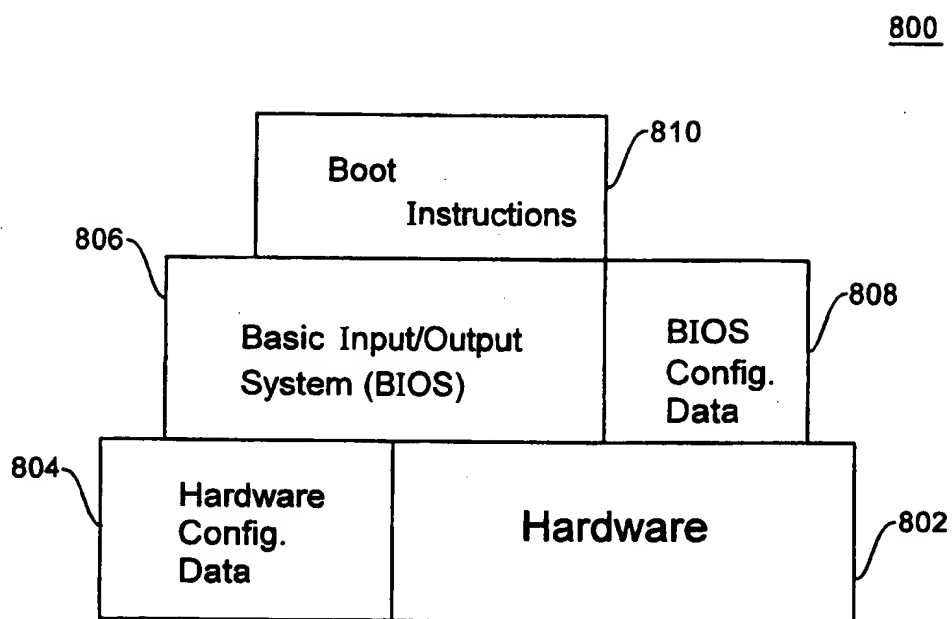 800
Boot
Instructions
810
806
Basic Input/Output
System (BIOS)
BIOS
Config.
Data
808
804
Hardware
Config.
Data
Hardware
802